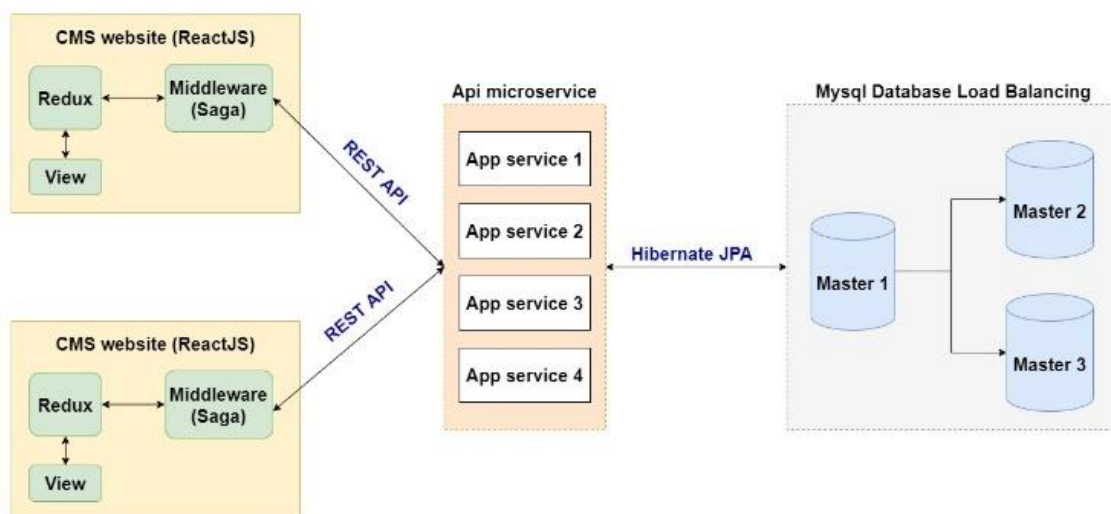 CMS website (ReactJS)
Redux
Middleware
(Saga)
View
REST API
CMS website (ReactJS)
Redux
Middleware
(Saga)
View
REST API
Api microservice
App service 1
App service 2
App service 3
App service 4
Hibernate JPA
Mysql Database Load Balancing
Master 1
Master 2
Master 3